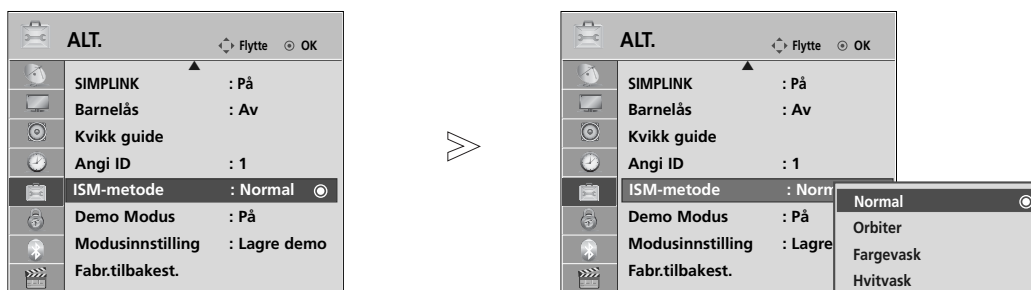 ALT. Flytte OK
SIMPLINK : På
Barnelås : Av
Kvikk guide
Angi ID : 1
ISM-metode : Normal
Demo Modus : På
Modusinnstilling : Lagre demo
Fabr.tilbakest.
ALT. Flytte OK
SIMPLINK : På
Barnelås : Av
Kvikk guide
Angi ID : 1
ISM-metode : Norm
Demo Modus : På
Modusinnstilling : Lagre
Fabr.tilbakest.
Normal
Orbiter
Fargevask
Hvitvask